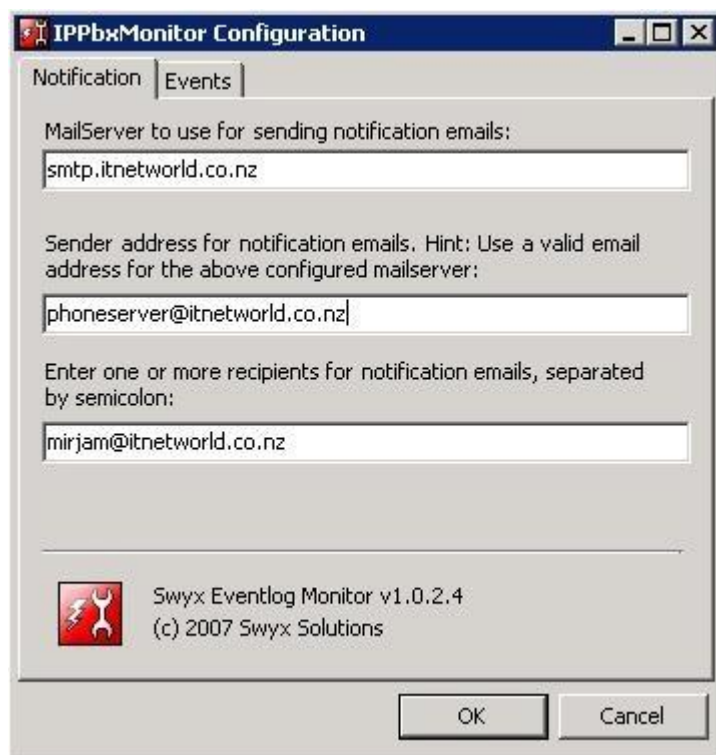 IPPbxMonitor Configuration
Notification
Events
MailServer to use for sending notification emails:
smtp.itnetworld.co.nz
Sender address for notification emails. Hint: Use a valid email
address for the above configured mailserver:
phoneserver@itnetworld.co.nz
Enter one or more recipients for notification emails, separated
by semicolon:
mirjam@itnetworld.co.nz
Swyx Eventlog Monitor v1.0.2.4
(c) 2007 Swyx Solutions
OK
Cancel